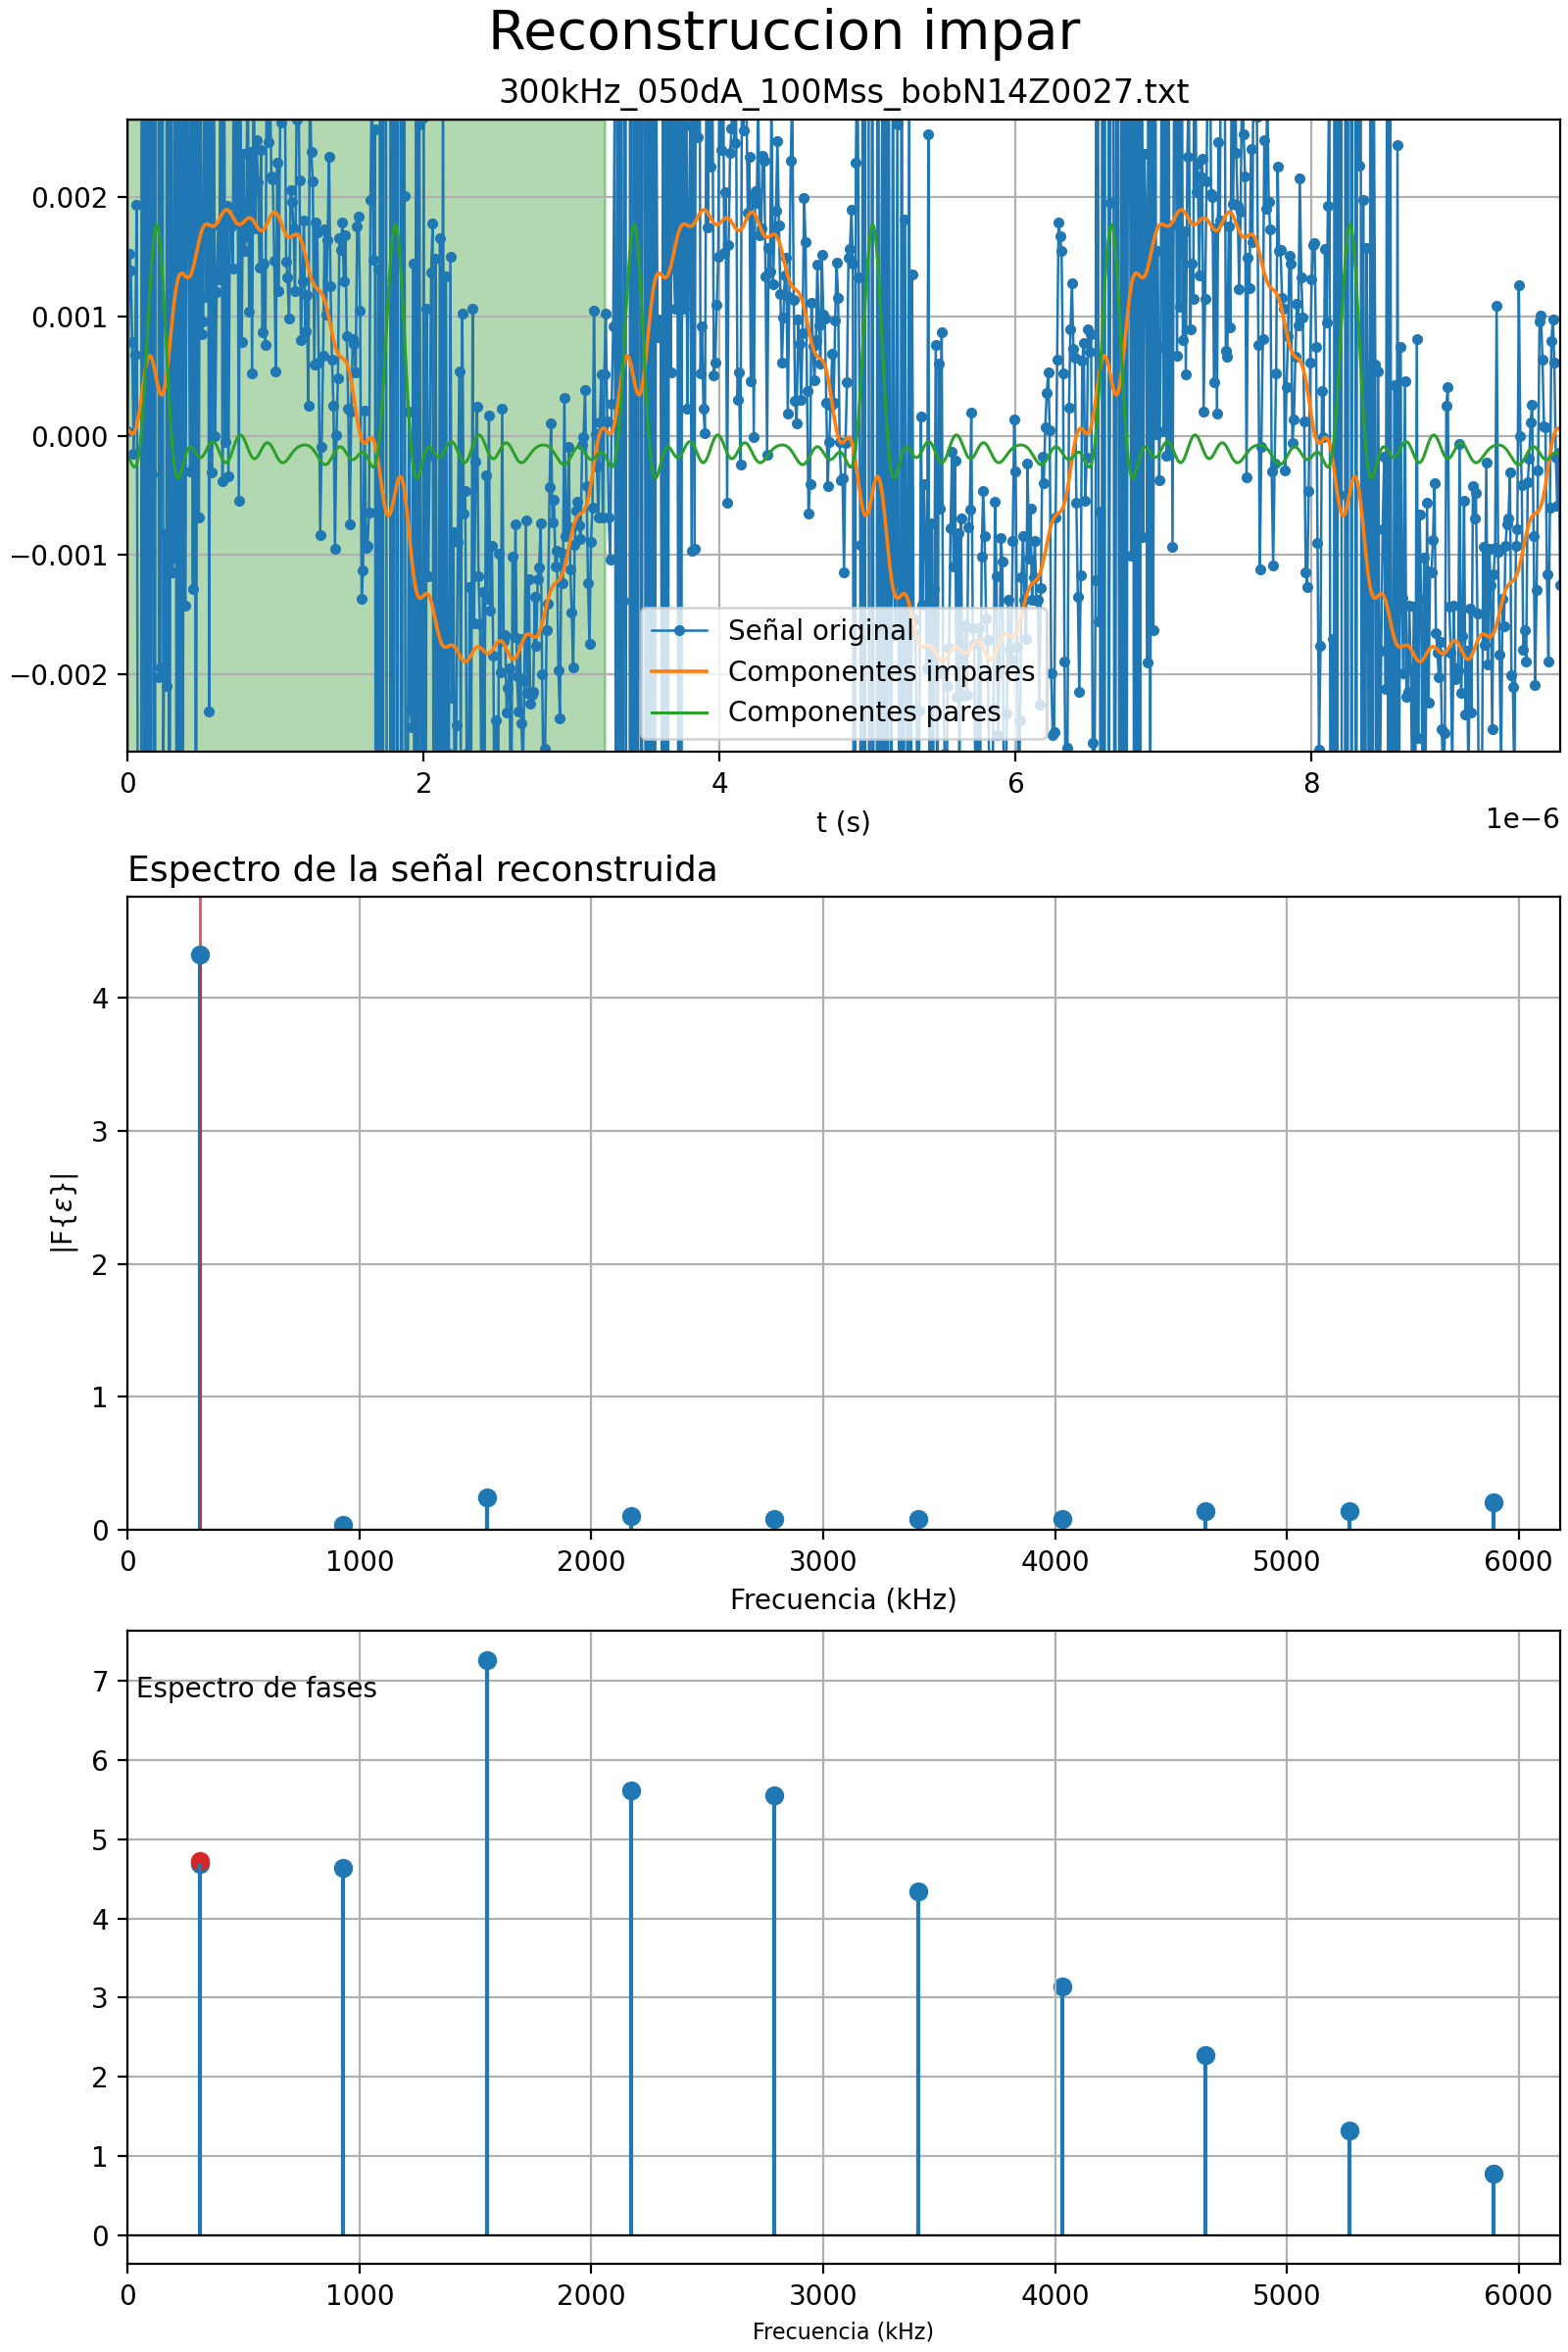 Reconstruccion impar
300kHz_050dA_100Mss_bobN14Z0027.txt
0.002
0.001
0.000
−0.001
−0.002
Señal original
Componentes impares
Componentes pares
0 2 4 6 8
t (s)
1e−6
Espectro de la señal reconstruida
4
3
2
1
0
|F{ε}|
0 1000 2000 3000 4000 5000 6000
Frecuencia (kHz)
Espectro de fases
7
6
5
4
3
2
1
0
0 1000 2000 3000 4000 5000 6000
Frecuencia (kHz)